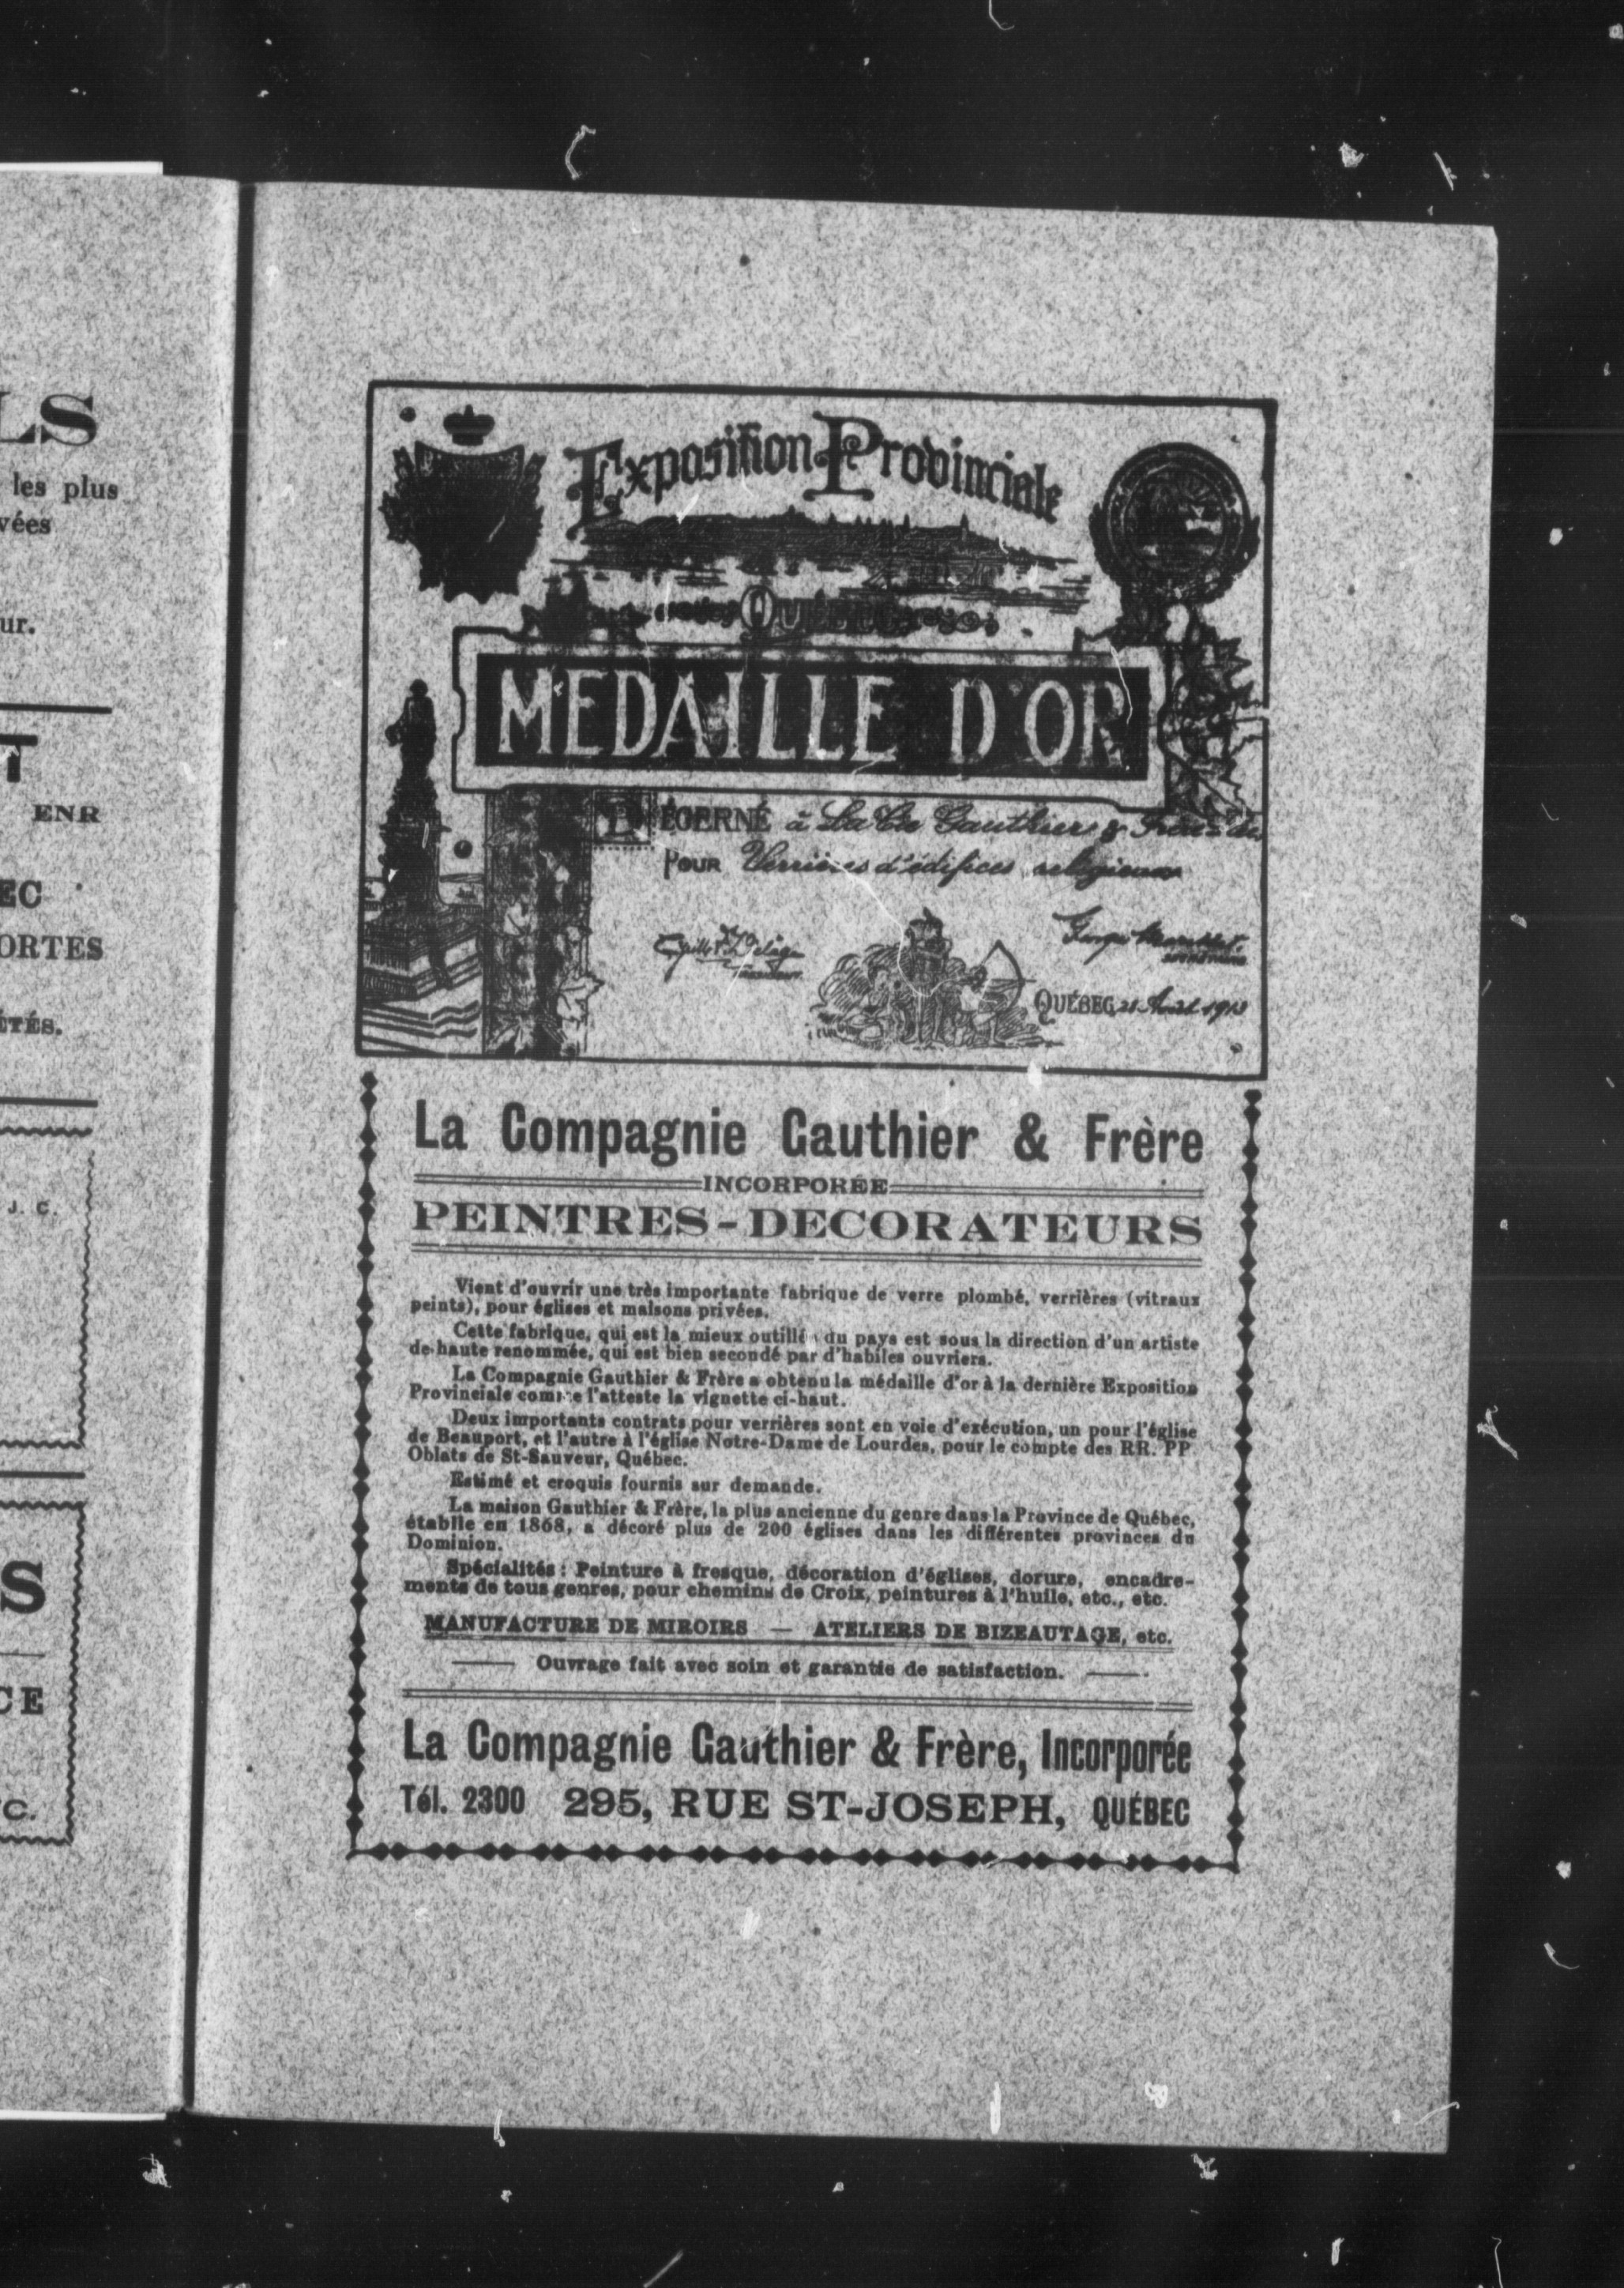 LS
les plus
vées
ur.
T
ENR
EC
ORTES
ÉTÉS.
J. C.
S
CE
C.
Exposition Provinciale
QUÉBEC
MEDAILLE D'OR
DÉCERNÉ à La Cie Gauthier & Frère
POUR Verrières d'édifices religieux
QUÉBEC 1913
La Compagnie Gauthier & Frère
INCORPORÉE
PEINTRES-DECORATEURS
Vient d'ouvrir une très importante fabrique de verre plombé, verrières (vitraux
peints), pour églises et maisons privées.
Cette fabrique, qui est la mieux outillé du pays est sous la direction d'un artiste
de haute renommée, qui est bien secondé par d'habiles ouvriers.
La Compagnie Gauthier & Frère a obtenu la médaille d'or à la dernière Exposition
Provinciale comme l'atteste la vignette ci-haut.
Deux importants contrats pour verrières sont en voie d'exécution, un pour l'église
de Beauport, et l'autre à l'église Notre-Dame de Lourdes, pour le compte des RR. PP
Oblats de St-Sauveur, Québec.
Estimé et croquis fournis sur demande.
La maison Gauthier & Frère, la plus ancienne du genre dans la Province de Québec,
établie en 1868, a décoré plus de 200 églises dans les différentes provinces du
Dominion.
Spécialités : Peinture à fresque, décoration d'églises, dorure, encadre-
ments de tous genres, pour chemins de Croix, peintures à l'huile, etc., etc.
MANUFACTURE DE MIROIRS — ATELIERS DE BIZEAUTAGE, etc.
Ouvrage fait avec soin et garantie de satisfaction.
La Compagnie Gauthier & Frère, Incorporée
Tél. 2300 295, RUE ST-JOSEPH, QUÉBEC